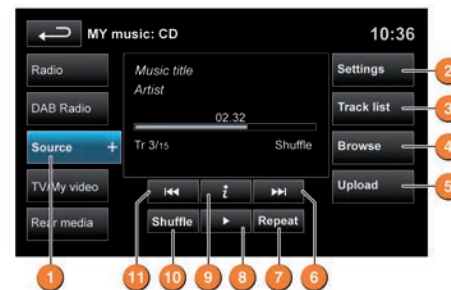 MY music: CD 10:36
Radio
DAB Radio
Source +
TV/My video
Rear media
Music title
Artist
02.32
Tr 3/15 Shuffle
Settings
Track list
Browse
Upload
i
Shuffle
Repeat
1
11
10
9
8
7
6
2
3
4
5